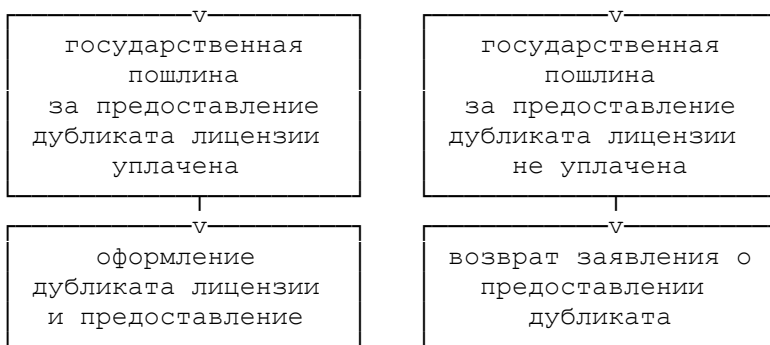 государственная
пошлина
за предоставление
дубликата лицензии
уплачена
государственная
пошлина
за предоставление
дубликата лицензии
не уплачена
оформление
дубликата лицензии
и предоставление
возврат заявления о
предоставлении
дубликата